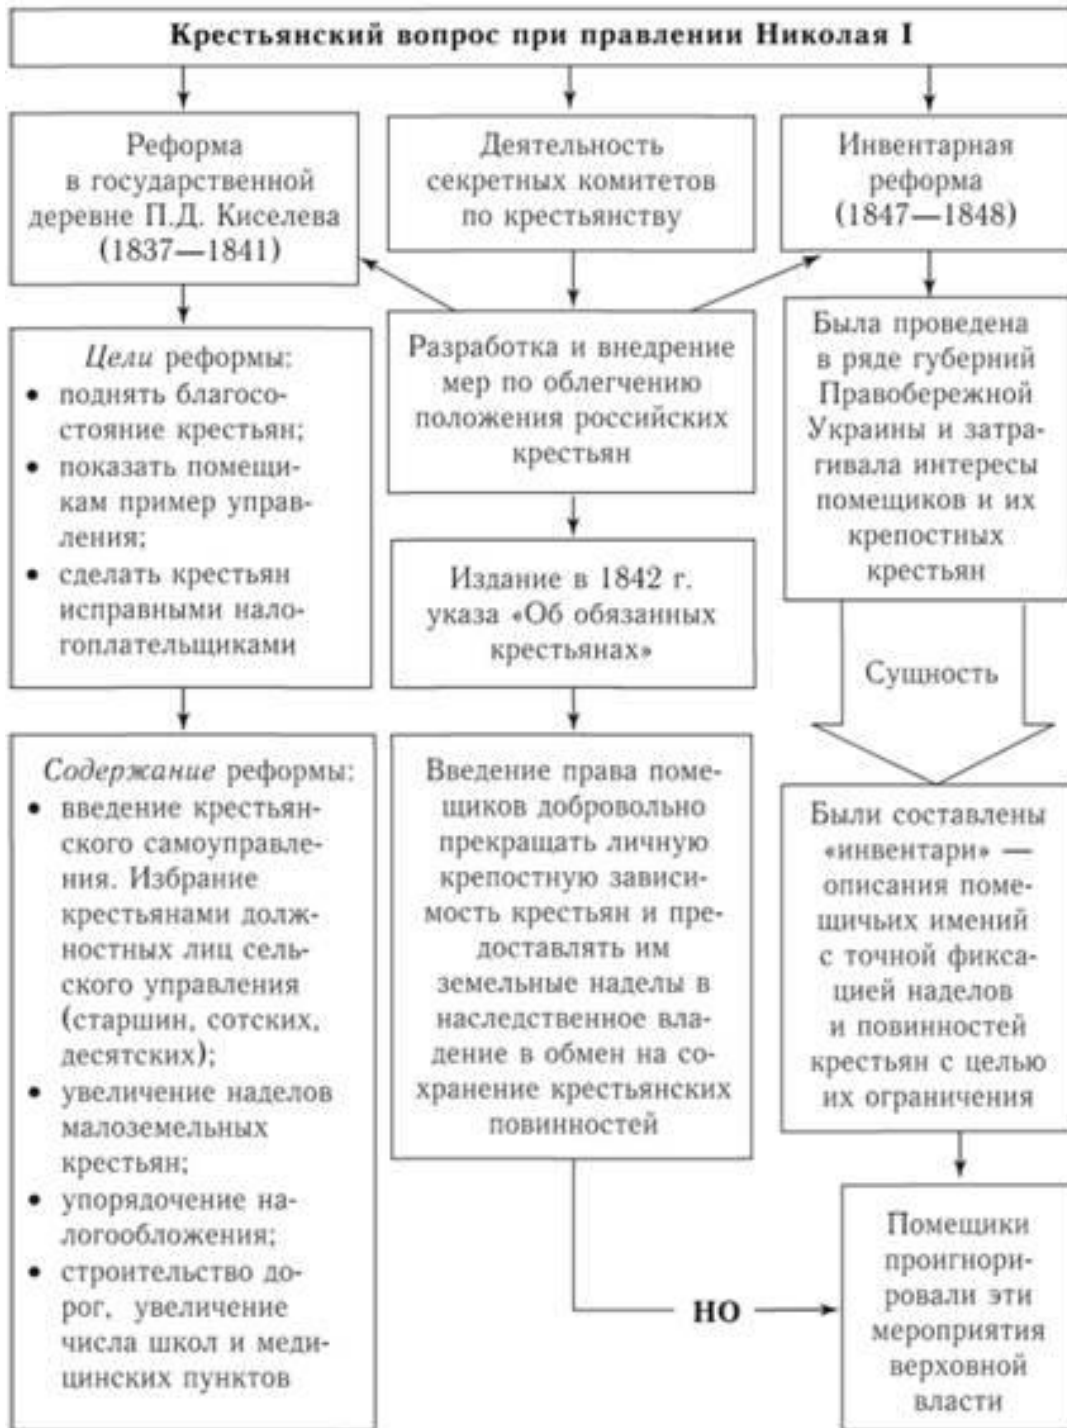 Крестьянский вопрос при правлении Николая I
Реформа
в государственной
деревне П.Д. Киселева
(1837—1841)
Деятельность
секретных комитетов
по крестьянству
Инвентарная
реформа
(1847—1848)
Цели реформы:
• поднять благосо-
стояние крестьян;
• показать помещи-
кам пример управ-
ления;
• сделать крестьян
исправными нало-
гоплательщиками
Разработка и внедрение
мер по облегчению
положения российских
крестьян
Была проведена
в ряде губерний
Правобережной
Украины и затра-
гивала интересы
помещиков и их
крепостных
крестьян
Издание в 1842 г.
указа «Об обязанных
крестьянах»
Сущность
Содержание реформы:
• введение крестьян-
ского самоуправле-
ния. Избрание
крестьянами долж-
ностных лиц сель-
ского управления
(старшин, сотских,
десятских);
• увеличение наделов
малоземельных
крестьян;
• упорядочение на-
логообложения;
• строительство до-
рог, увеличение
числа школ и меди-
цинских пунктов
Введение права поме-
щиков добровольно
прекращать личную
крепостную зависи-
мость крестьян и пре-
доставлять им
земельные наделы в
наследственное вла-
дение в обмен на со-
хранение крестьянских
повинностей
Были составлены
«инвентари» —
описания поме-
щичьих имений
с точной фикса-
цией наделов
и повинностей
крестьян с целью
их ограничения
НО
Помещики
проигнори-
ровали эти
мероприятия
верховной
власти